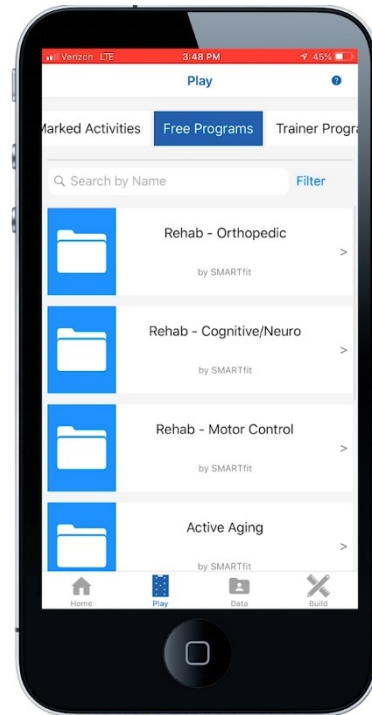 Verizon LTE 3:48 PM 45%
Play ?
Marked Activities Free Programs Trainer Progra
Search by Name Filter
Rehab - Orthopedic
>
by SMARTfit
Rehab - Cognitive/Neuro
>
by SMARTfit
Rehab - Motor Control
>
by SMARTfit
Active Aging
>
by SMARTfit
Home Play Data Build